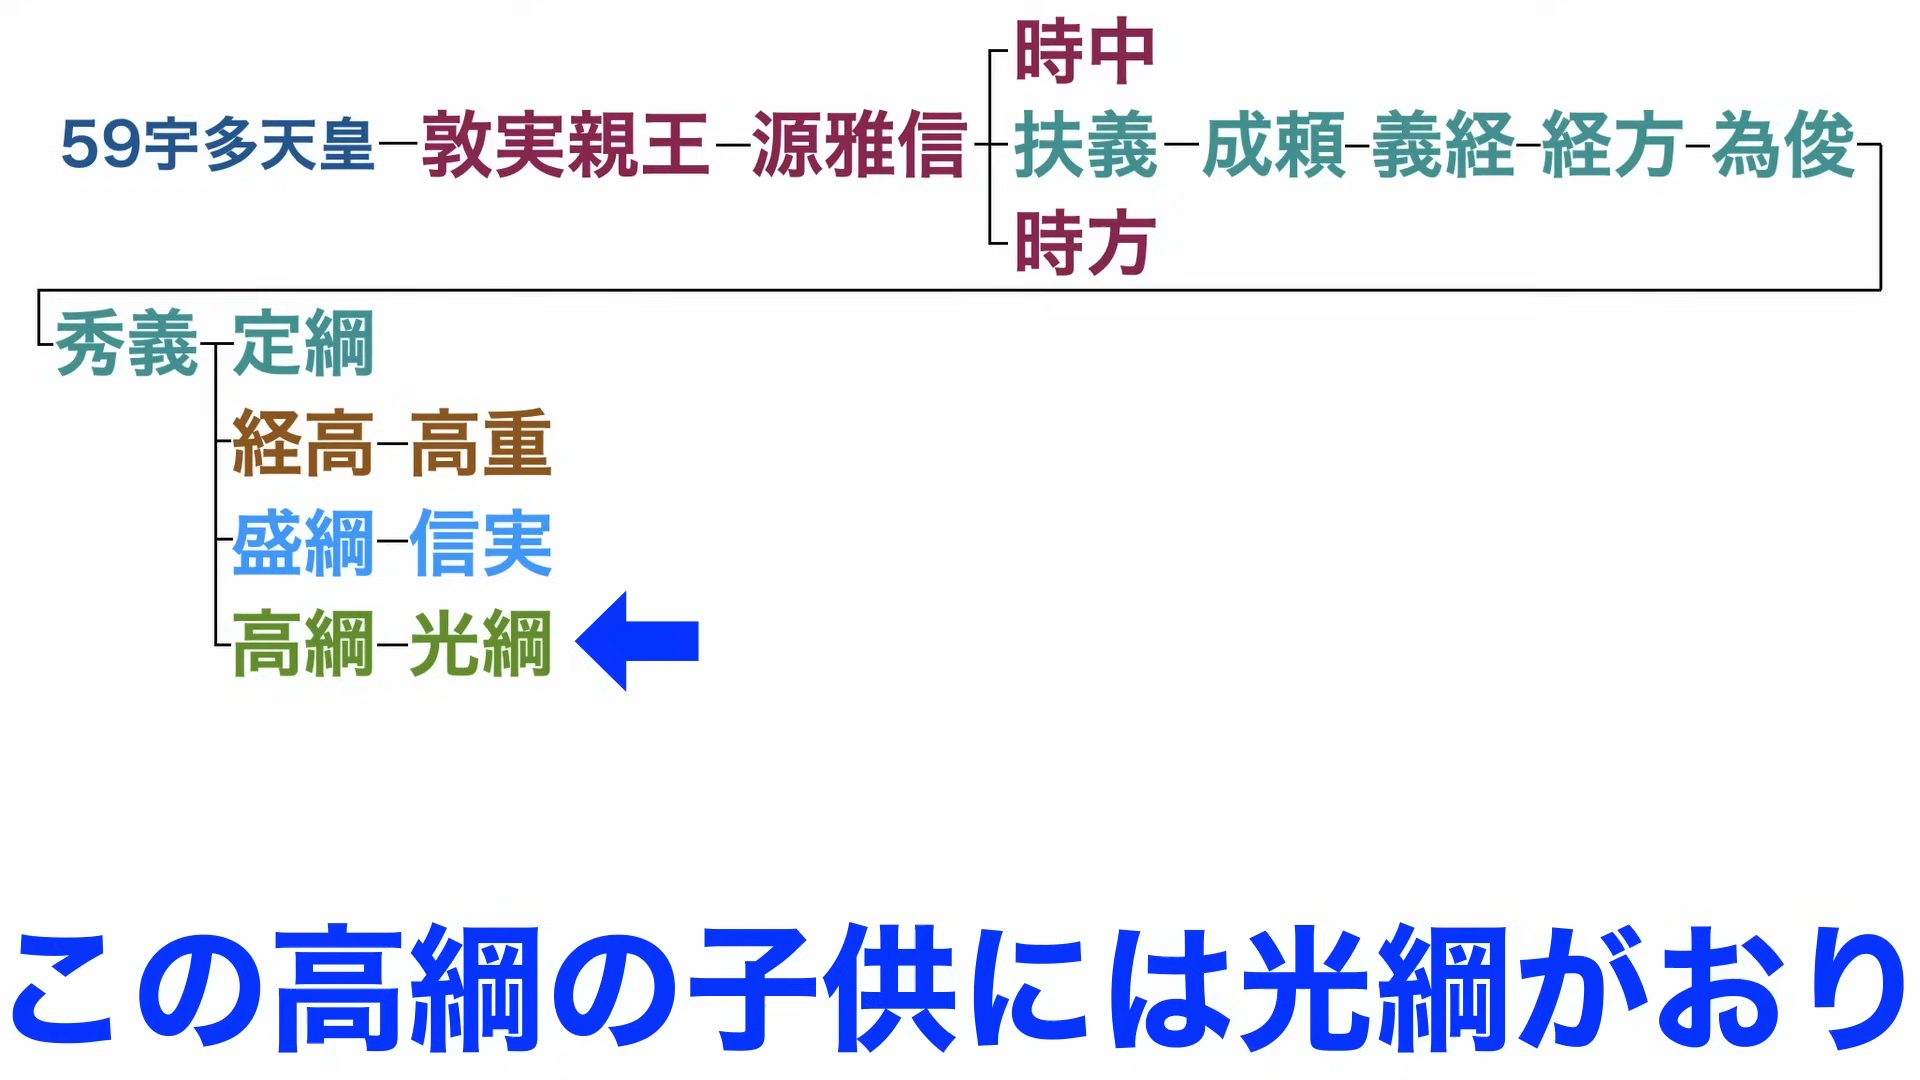 時中
59宇多天皇 敦実親王 源雅信 扶義 成頼 義経 経方 為俊
時方
秀義 定綱
経高 高重
盛綱 信実
高綱 光綱
この高綱の子供には光綱がおり